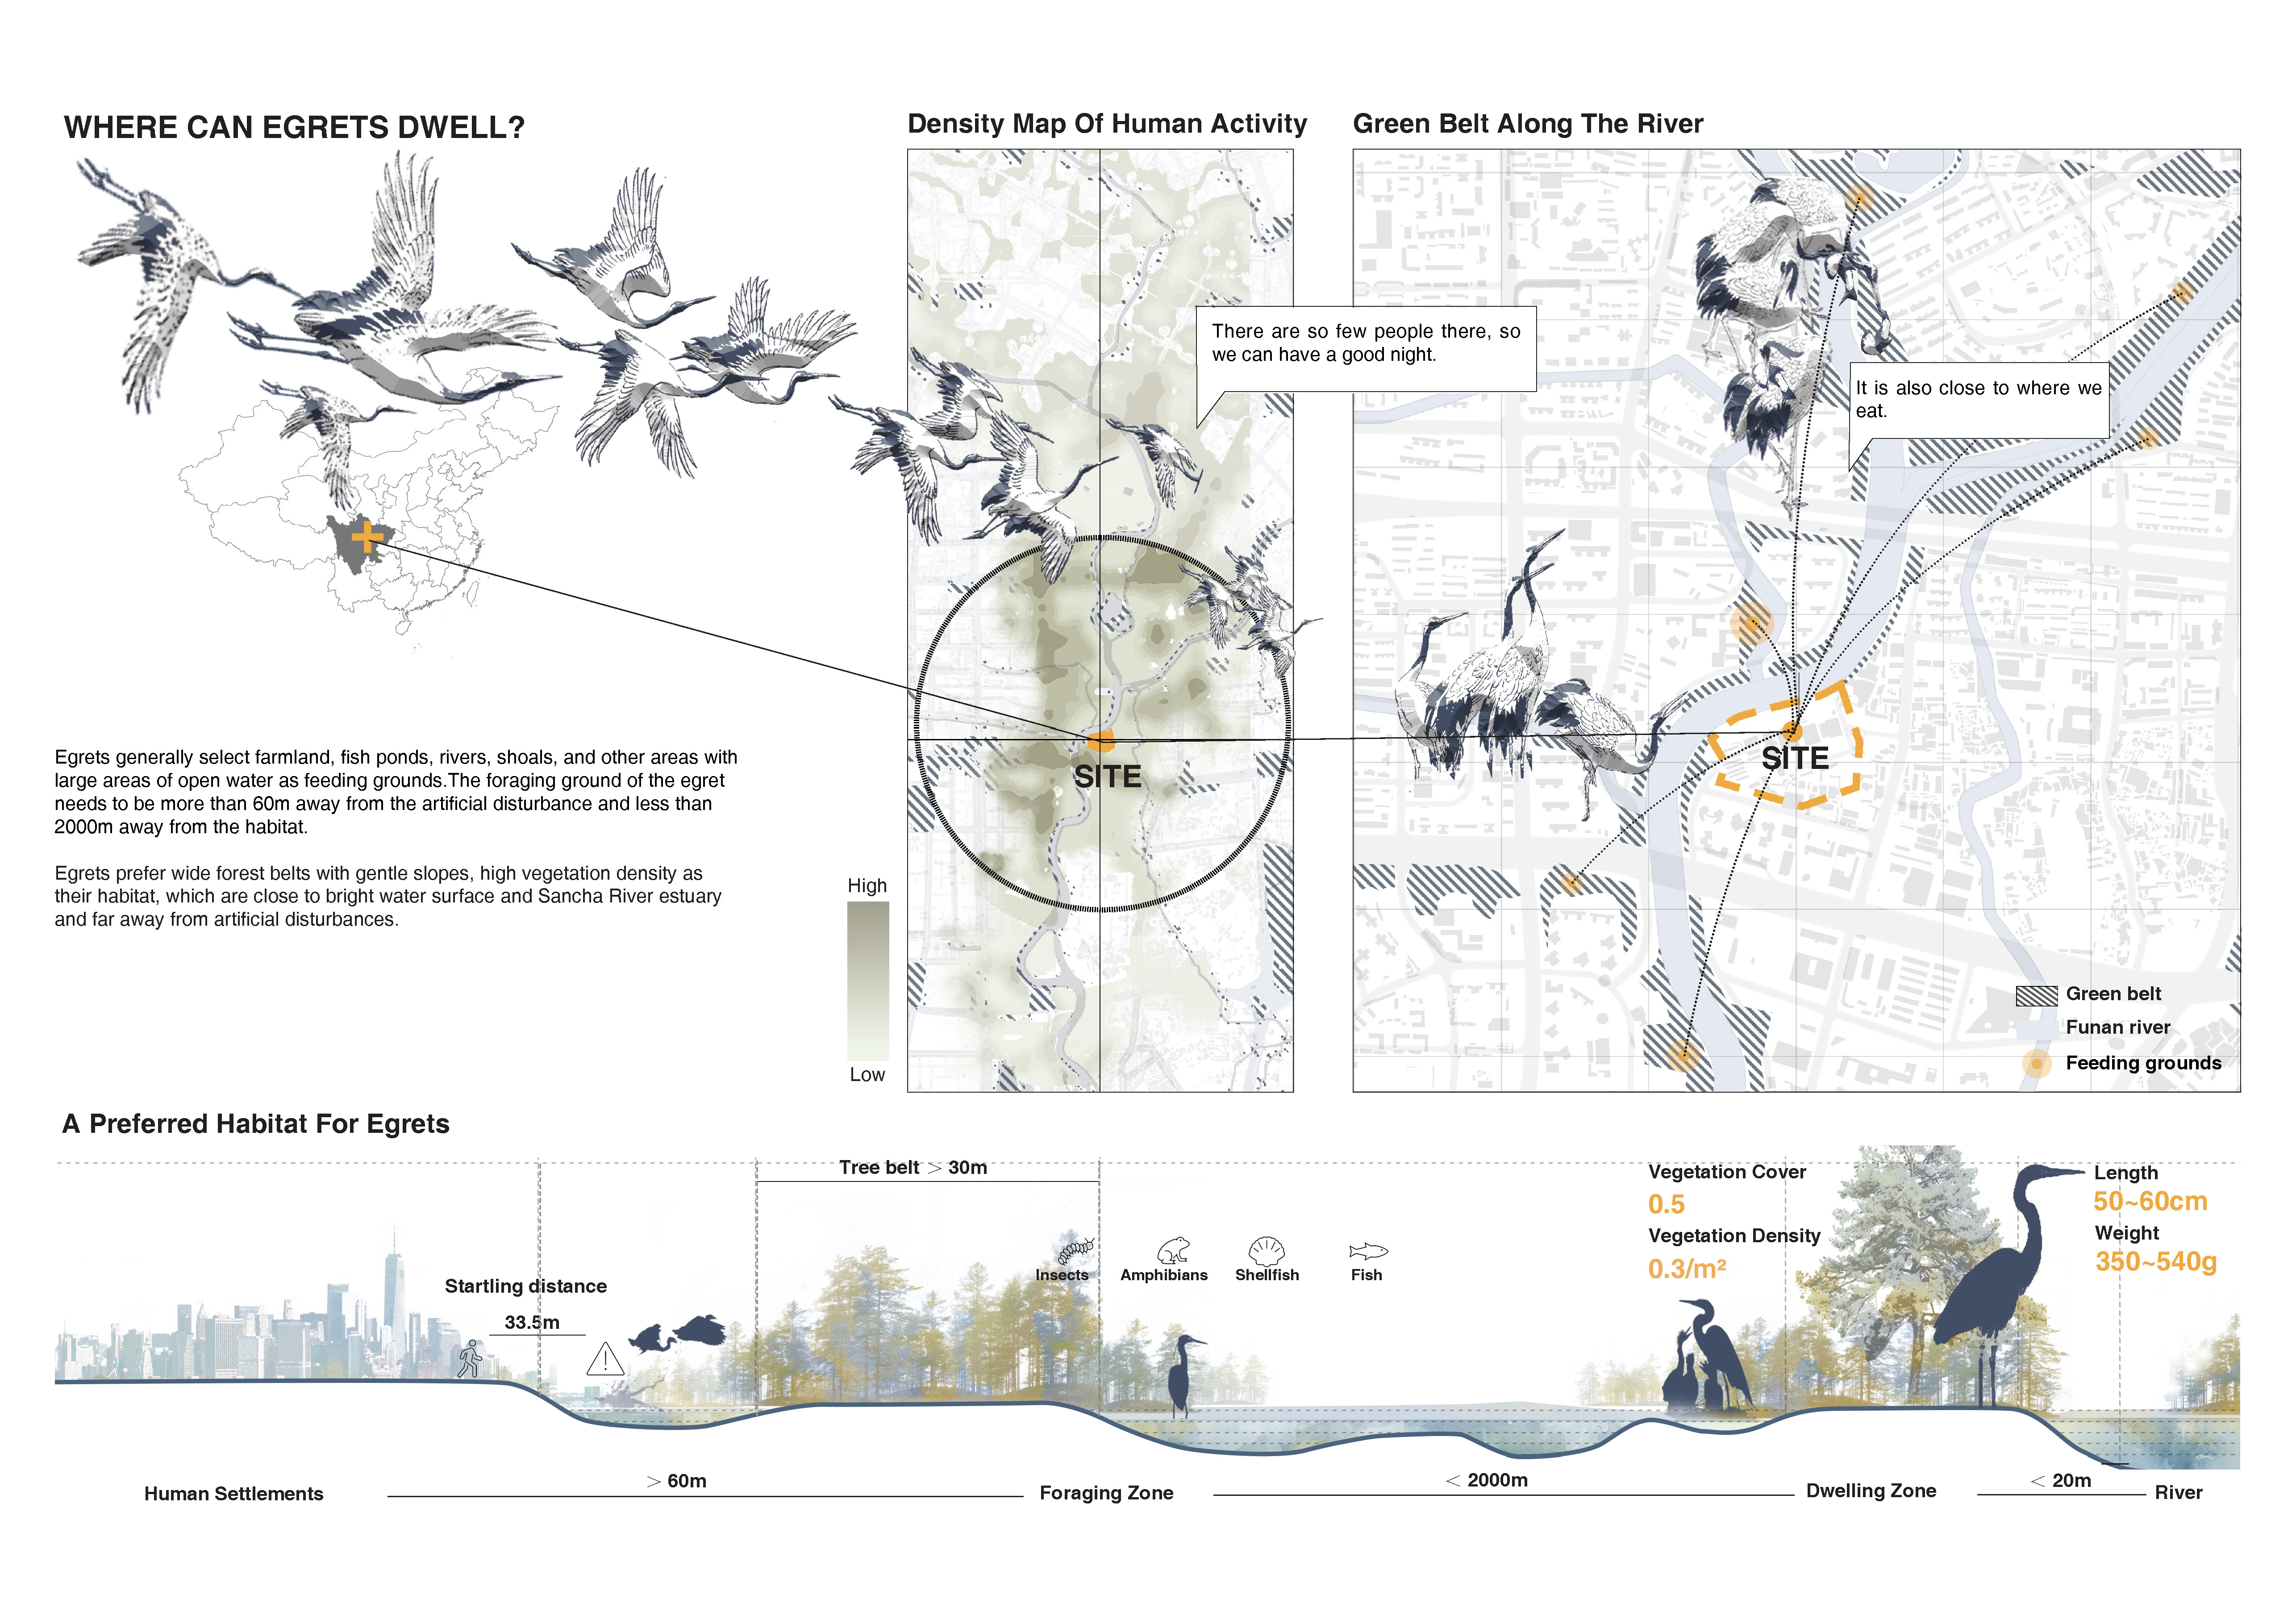 WHERE CAN EGRETS DWELL?
Density Map Of Human Activity
Green Belt Along The River
There are so few people there, so
we can have a good night.
It is also close to where we
eat.
SITE
SITE
Egrets generally select farmland, fish ponds, rivers, shoals, and other areas with
large areas of open water as feeding grounds.The foraging ground of the egret
needs to be more than 60m away from the artificial disturbance and less than
2000m away from the habitat.
Egrets prefer wide forest belts with gentle slopes, high vegetation density as
their habitat, which are close to bright water surface and Sancha River estuary
and far away from artificial disturbances.
High
Low
Green belt
Funan river
Feeding grounds
A Preferred Habitat For Egrets
Tree belt > 30m
Startling distance
33.5m
Insects
Amphibians
Shellfish
Fish
Vegetation Cover
0.5
Vegetation Density
0.3/m²
Length
50~60cm
Weight
350~540g
Human Settlements
> 60m
Foraging Zone
< 2000m
Dwelling Zone
< 20m
River